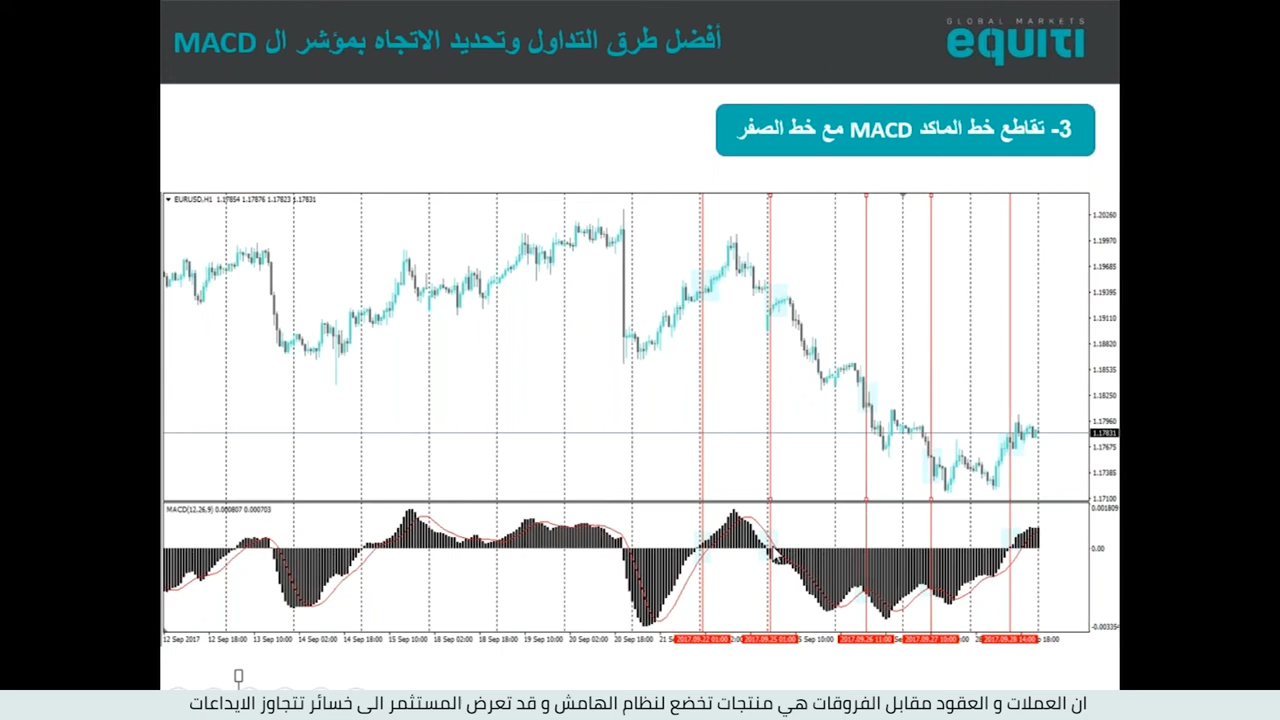 GLOBAL MARKETS
equiti
أفضل طرق التداول وتحديد الاتجاه بمؤشر ال MACD
3- تقاطع خط الماكد MACD مع خط الصفر
EURUSD,H1 1.17854 1.17876 1.17823 1.17831
1.20260
1.19970
1.19685
1.19395
1.19110
1.18820
1.18535
1.18250
1.17960
1.17831
1.17675
1.17385
1.17100
MACD(12,26,9) 0.000807 0.000703
0.001809
0.00
-0.003354
12 Sep 2017 12 Sep 18:00 13 Sep 10:00 14 Sep 02:00 14 Sep 18:00 15 Sep 10:00 18 Sep 02:00 18 Sep 18:00 19 Sep 10:00 20 Sep 02:00 20 Sep 18:00 21 2017.09.22 01:00 2017.09.25 01:00 Sep 10:00 2017.09.26 11:00 2017.09.27 10:00 2017.09.28 14:00 18:00
ان العملات و العقود مقابل الفروقات هي منتجات تخضع لنظام الهامش و قد تعرض المستثمر الى خسائر تتجاوز الايداعات